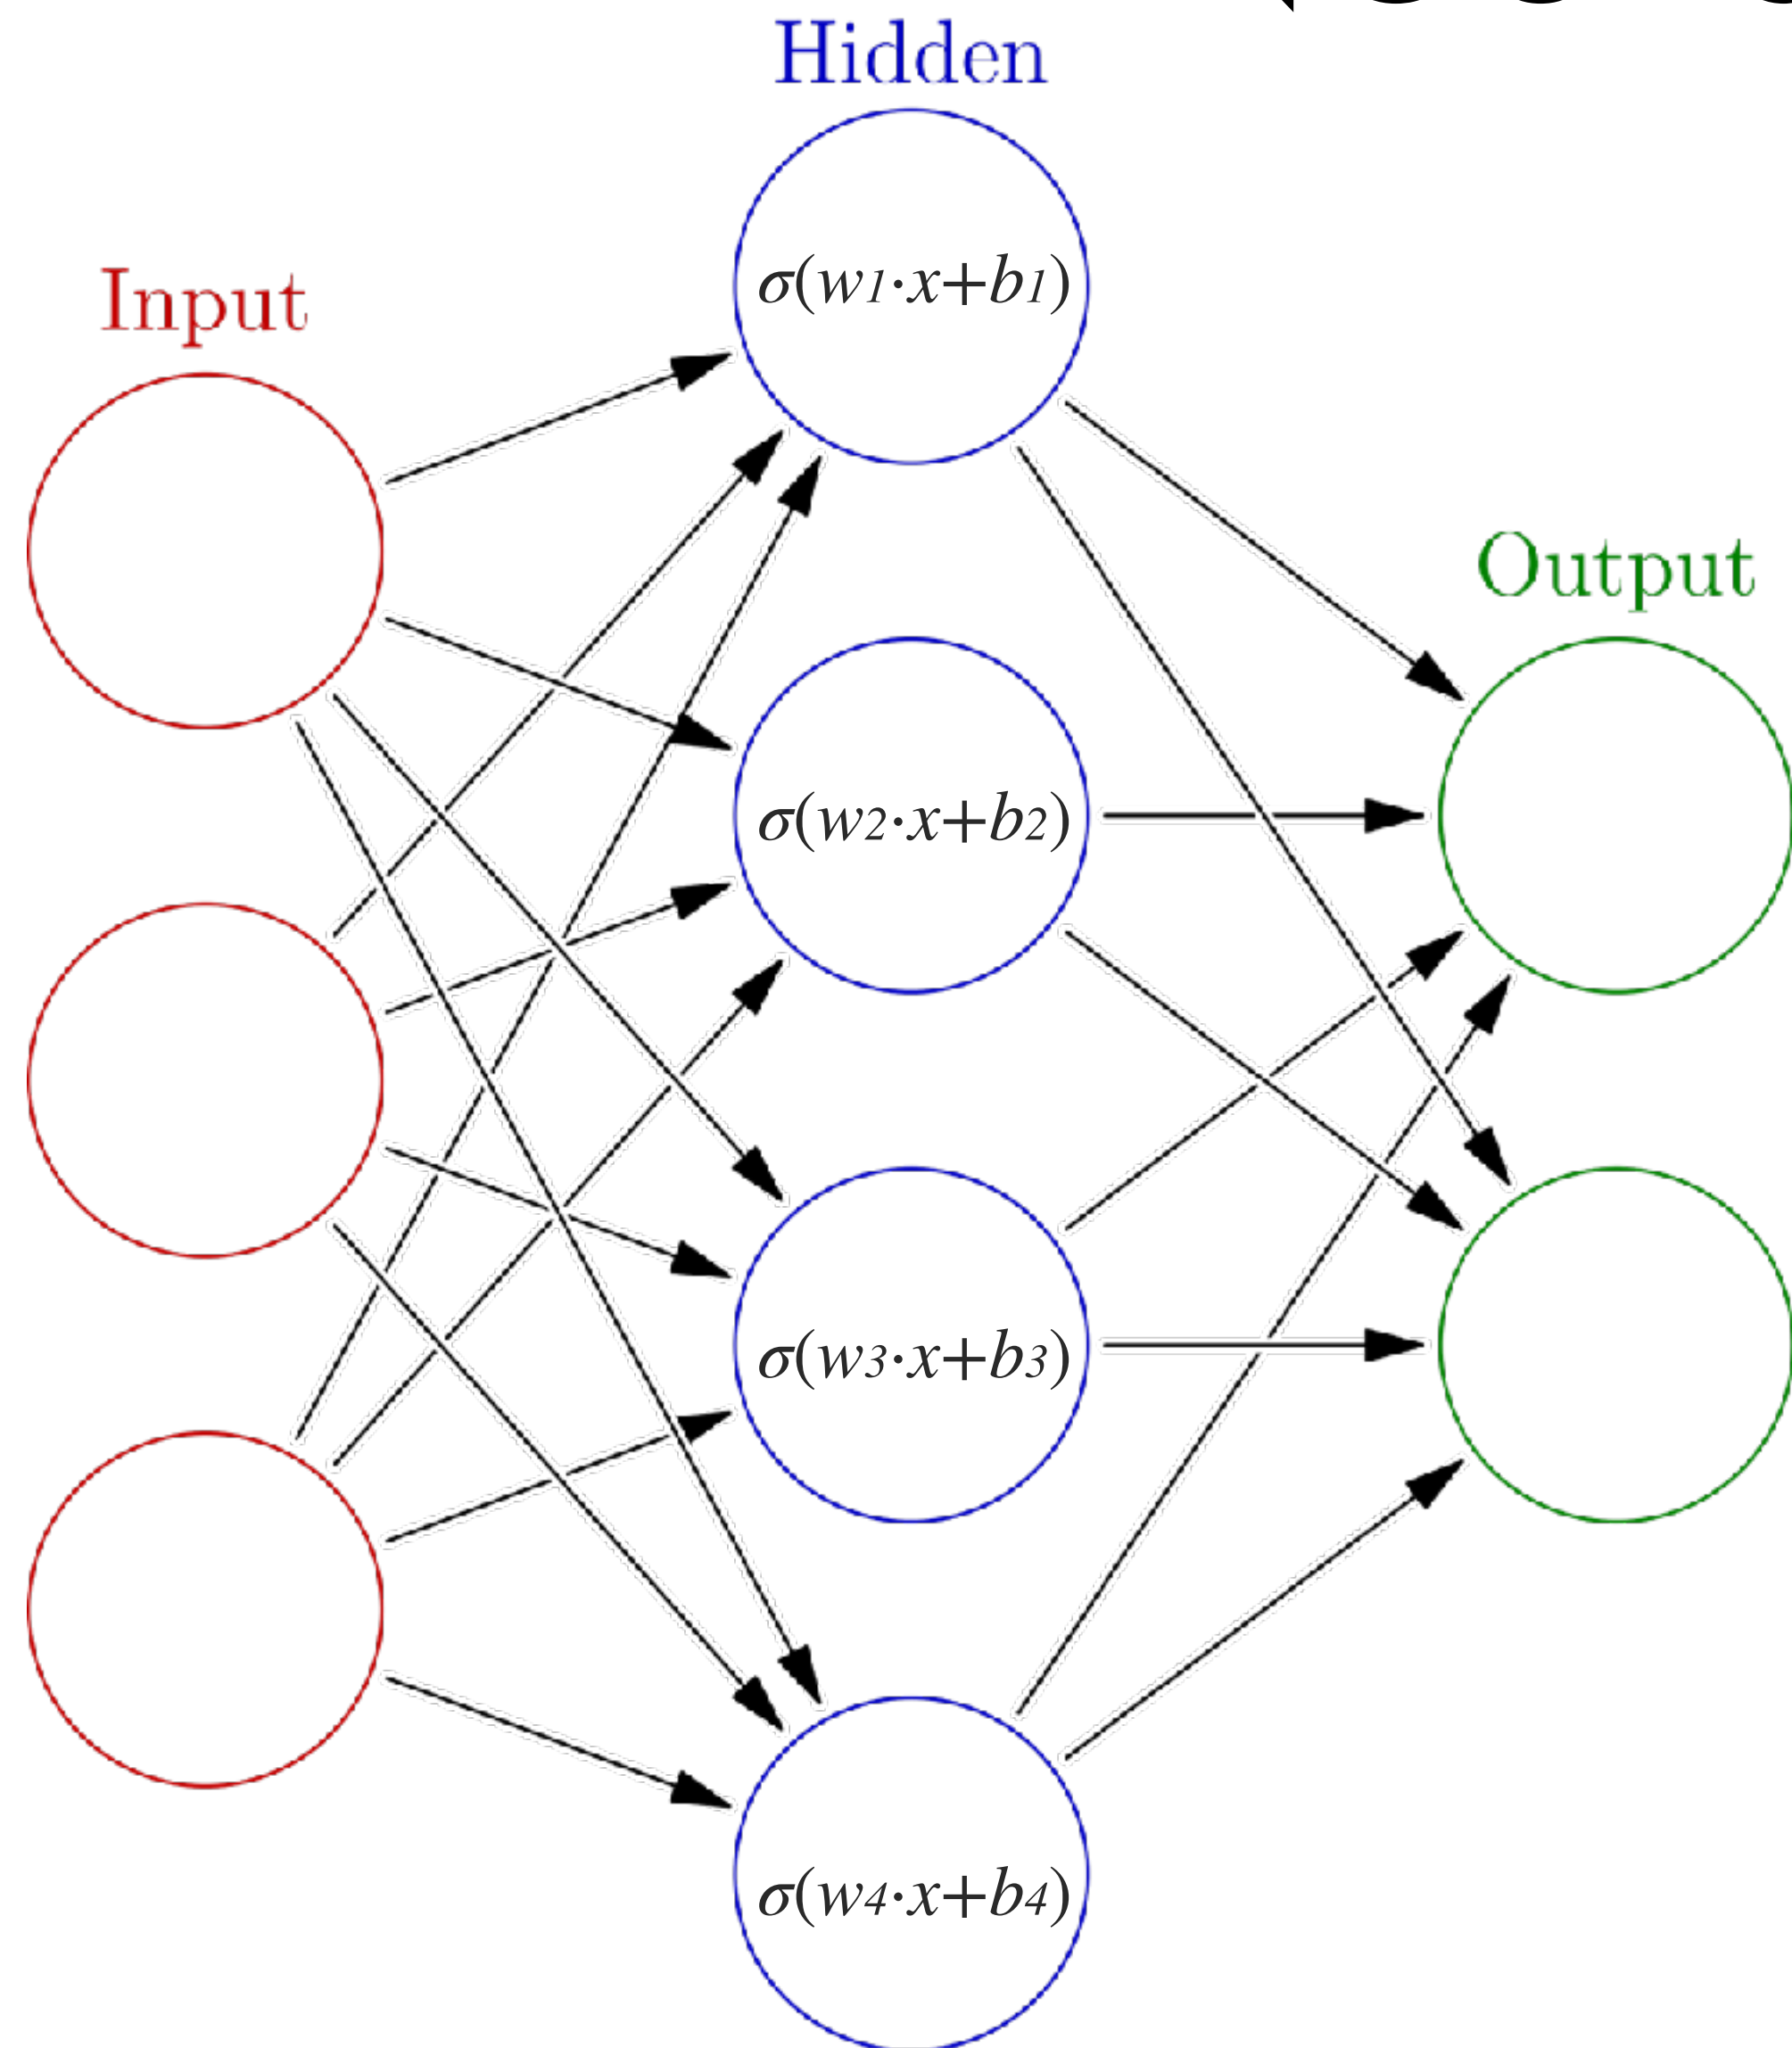 Hidden
Input
Output
σ(w1·x+b1)
σ(w2·x+b2)
σ(w3·x+b3)
σ(w4·x+b4)